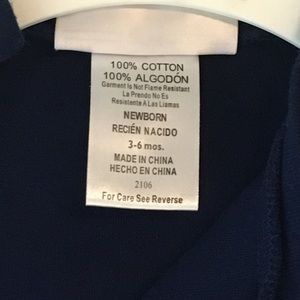 100% COTTON
100% ALGODÓN
Garment Is Not Flame Resistant
La Prendo No Es
Resistente A Las Llamas
NEWBORN
RECIÉN NACIDO
3-6 mos.
MADE IN CHINA
HECHO EN CHINA
2106
For Care See Reverse